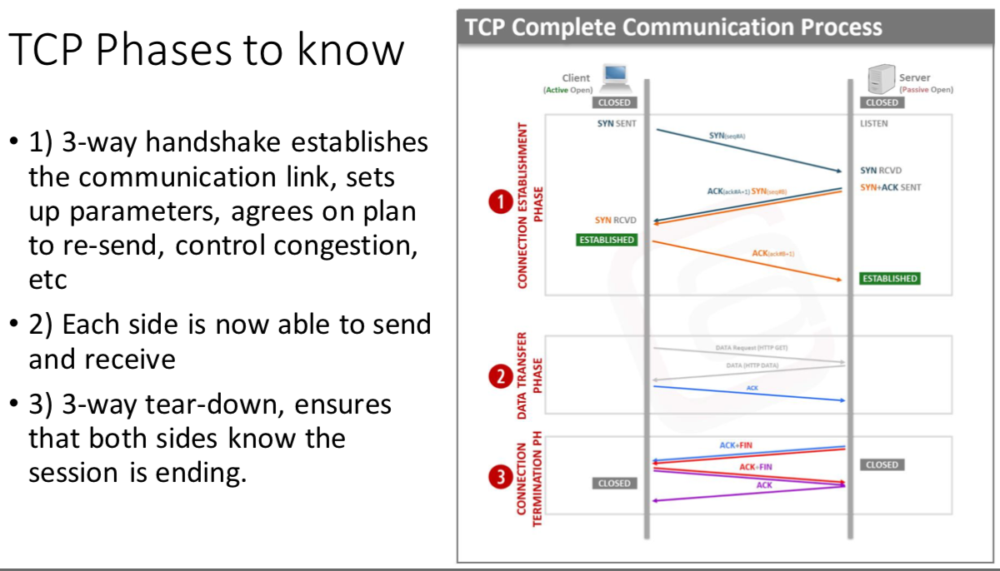 TCP Phases to know
• 1) 3-way handshake establishes
the communication link, sets
up parameters, agrees on plan
to re-send, control congestion,
etc
• 2) Each side is now able to send
and receive
• 3) 3-way tear-down, ensures
that both sides know the
session is ending.
TCP Complete Communication Process
Client
(Active Open)
CLOSED
Server
(Passive Open)
CLOSED
1
CONNECTION ESTABLISHMENT
PHASE
SYN SENT
SYN(seq#A)
LISTEN
SYN RCVD
SYN+ACK SENT
ACK(ack#A+1) SYN(seq#B)
SYN RCVD
ESTABLISHED
ACK(ack#B+1)
ESTABLISHED
2
DATA TRANSFER
PHASE
DATA Request (HTTP GET)
DATA (HTTP DATA)
ACK
3
CONNECTION
TERMINATION PH
ACK+FIN
CLOSED
ACK+FIN
CLOSED
ACK